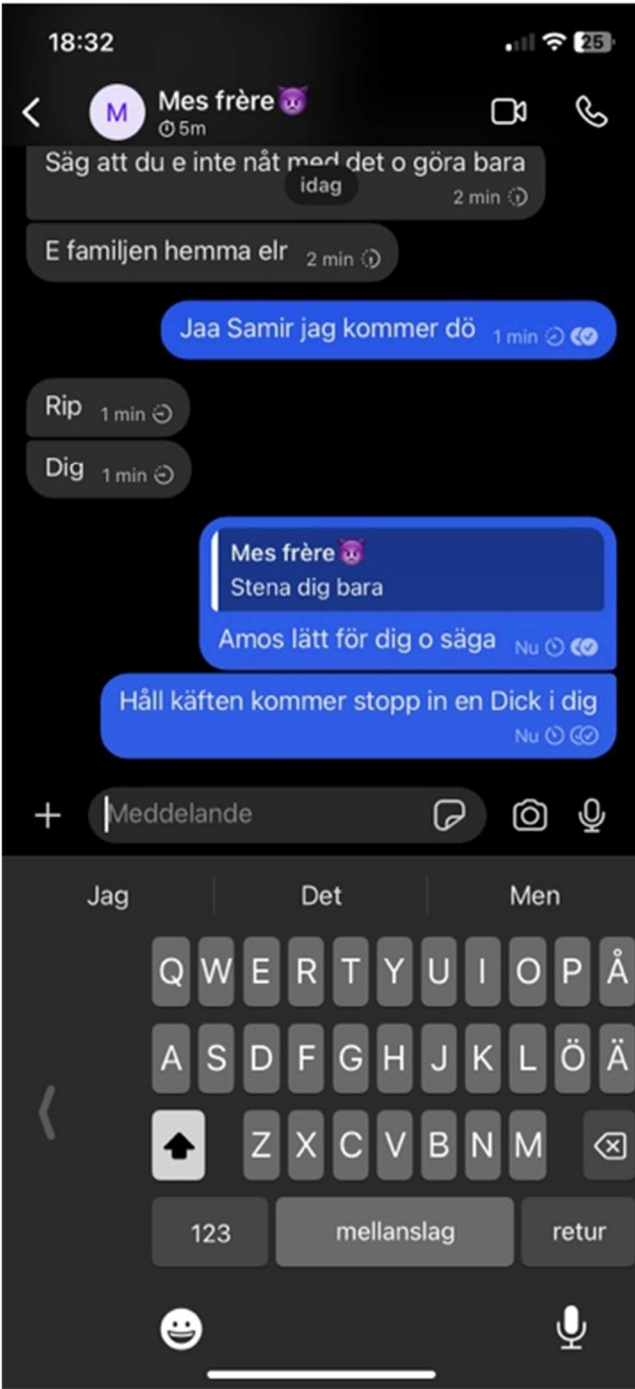 18:32
25
M
Mes frère😈
5m
Säg att du e inte nåt med det o göra bara
idag
2 min
E familjen hemma elr 2 min
Jaa Samir jag kommer dö 1 min
Rip 1 min
Dig 1 min
Mes frère😈
Stena dig bara
Amos lätt för dig o säga Nu
Håll käften kommer stopp in en Dick i dig
Nu
Meddelande
Jag Det Men
Q W E R T Y U I O P Å
A S D F G H J K L Ö Ä
Z X C V B N M
123 mellanslag retur